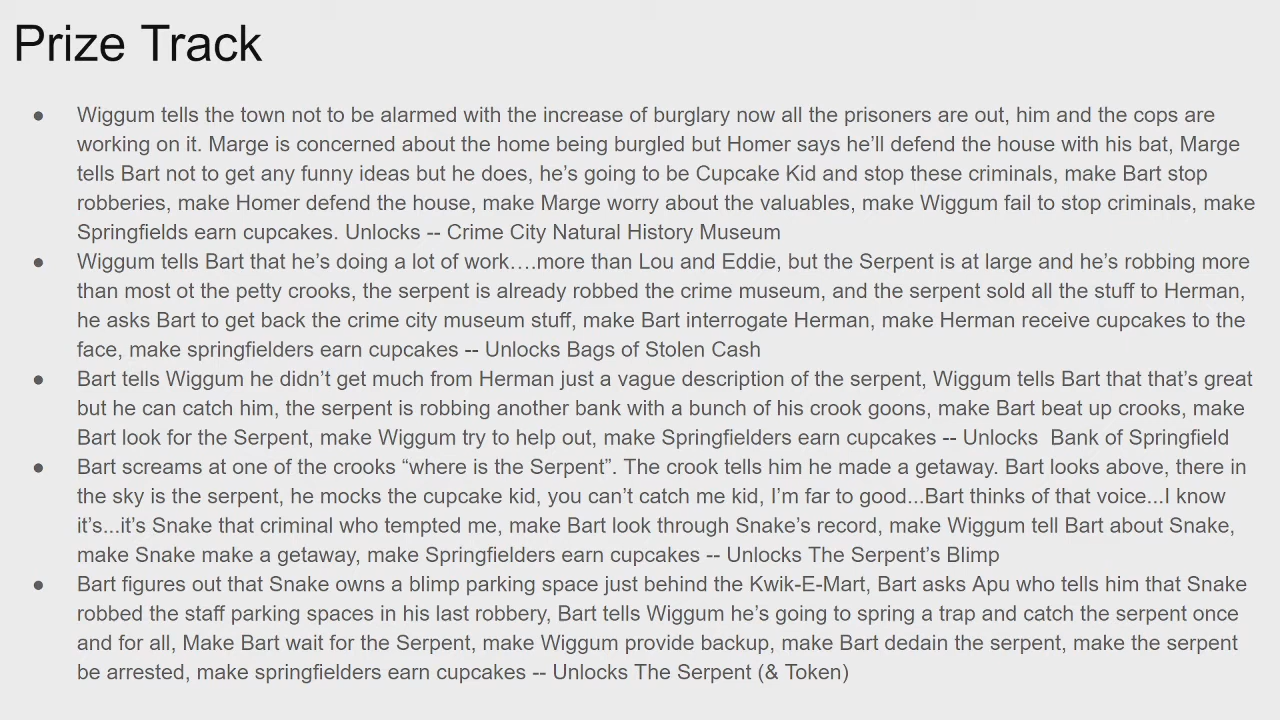 Prize Track
● Wiggum tells the town not to be alarmed with the increase of burglary now all the prisoners are out, him and the cops are
working on it. Marge is concerned about the home being burgled but Homer says he’ll defend the house with his bat, Marge
tells Bart not to get any funny ideas but he does, he’s going to be Cupcake Kid and stop these criminals, make Bart stop
robberies, make Homer defend the house, make Marge worry about the valuables, make Wiggum fail to stop criminals, make
Springfields earn cupcakes. Unlocks -- Crime City Natural History Museum
● Wiggum tells Bart that he’s doing a lot of work….more than Lou and Eddie, but the Serpent is at large and he’s robbing more
than most ot the petty crooks, the serpent is already robbed the crime museum, and the serpent sold all the stuff to Herman,
he asks Bart to get back the crime city museum stuff, make Bart interrogate Herman, make Herman receive cupcakes to the
face, make springfielders earn cupcakes -- Unlocks Bags of Stolen Cash
● Bart tells Wiggum he didn’t get much from Herman just a vague description of the serpent, Wiggum tells Bart that that’s great
but he can catch him, the serpent is robbing another bank with a bunch of his crook goons, make Bart beat up crooks, make
Bart look for the Serpent, make Wiggum try to help out, make Springfielders earn cupcakes -- Unlocks  Bank of Springfield
● Bart screams at one of the crooks “where is the Serpent”. The crook tells him he made a getaway. Bart looks above, there in
the sky is the serpent, he mocks the cupcake kid, you can’t catch me kid, I’m far to good...Bart thinks of that voice...I know
it’s...it’s Snake that criminal who tempted me, make Bart look through Snake’s record, make Wiggum tell Bart about Snake,
make Snake make a getaway, make Springfielders earn cupcakes -- Unlocks The Serpent’s Blimp
● Bart figures out that Snake owns a blimp parking space just behind the Kwik-E-Mart, Bart asks Apu who tells him that Snake
robbed the staff parking spaces in his last robbery, Bart tells Wiggum he’s going to spring a trap and catch the serpent once
and for all, Make Bart wait for the Serpent, make Wiggum provide backup, make Bart dedain the serpent, make the serpent
be arrested, make springfielders earn cupcakes -- Unlocks The Serpent (& Token)